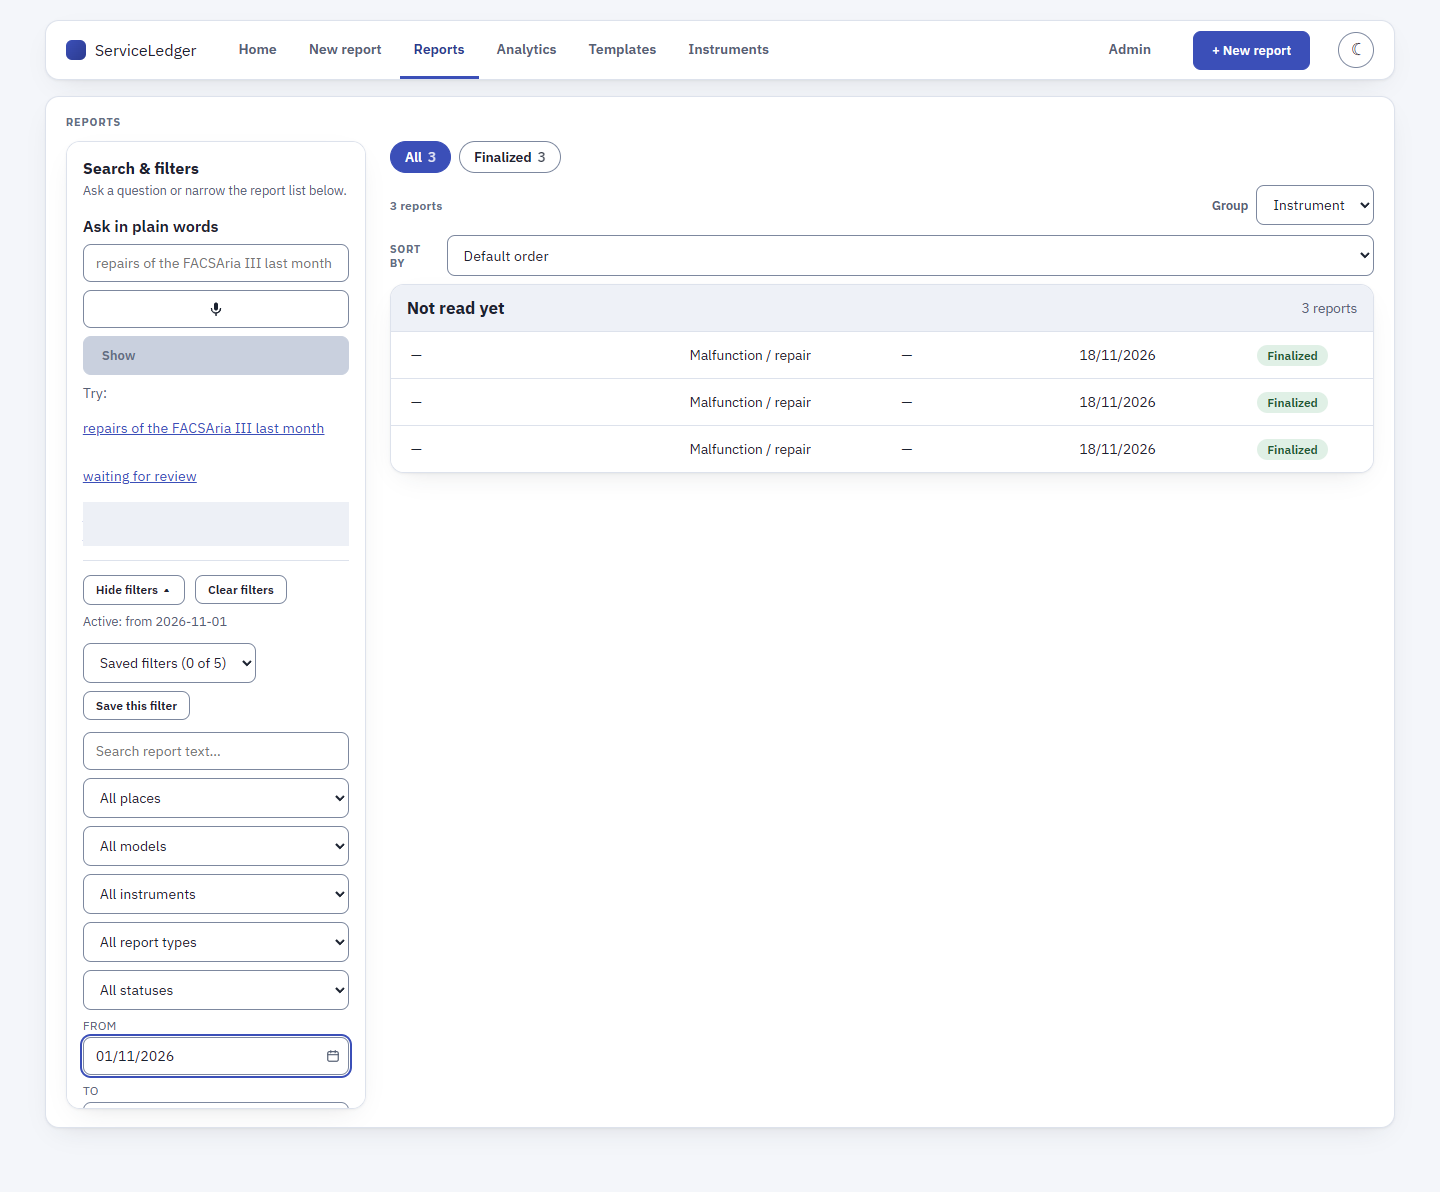 ServiceLedger
Home
New report
Reports
Analytics
Templates
Instruments
Admin
+ New report
REPORTS
Search & filters
Ask a question or narrow the report list below.
Ask in plain words
repairs of the FACSAria III last month
Show
Try:
repairs of the FACSAria III last month
waiting for review
Hide filters
Clear filters
Active: from 2026-11-01
Saved filters (0 of 5)
Save this filter
Search report text...
All places
All models
All instruments
All report types
All statuses
FROM
01/11/2026
TO
All 3
Finalized 3
3 reports
Group
Instrument
SORT
BY
Default order
Not read yet
3 reports
— Malfunction / repair — 18/11/2026 Finalized
— Malfunction / repair — 18/11/2026 Finalized
— Malfunction / repair — 18/11/2026 Finalized